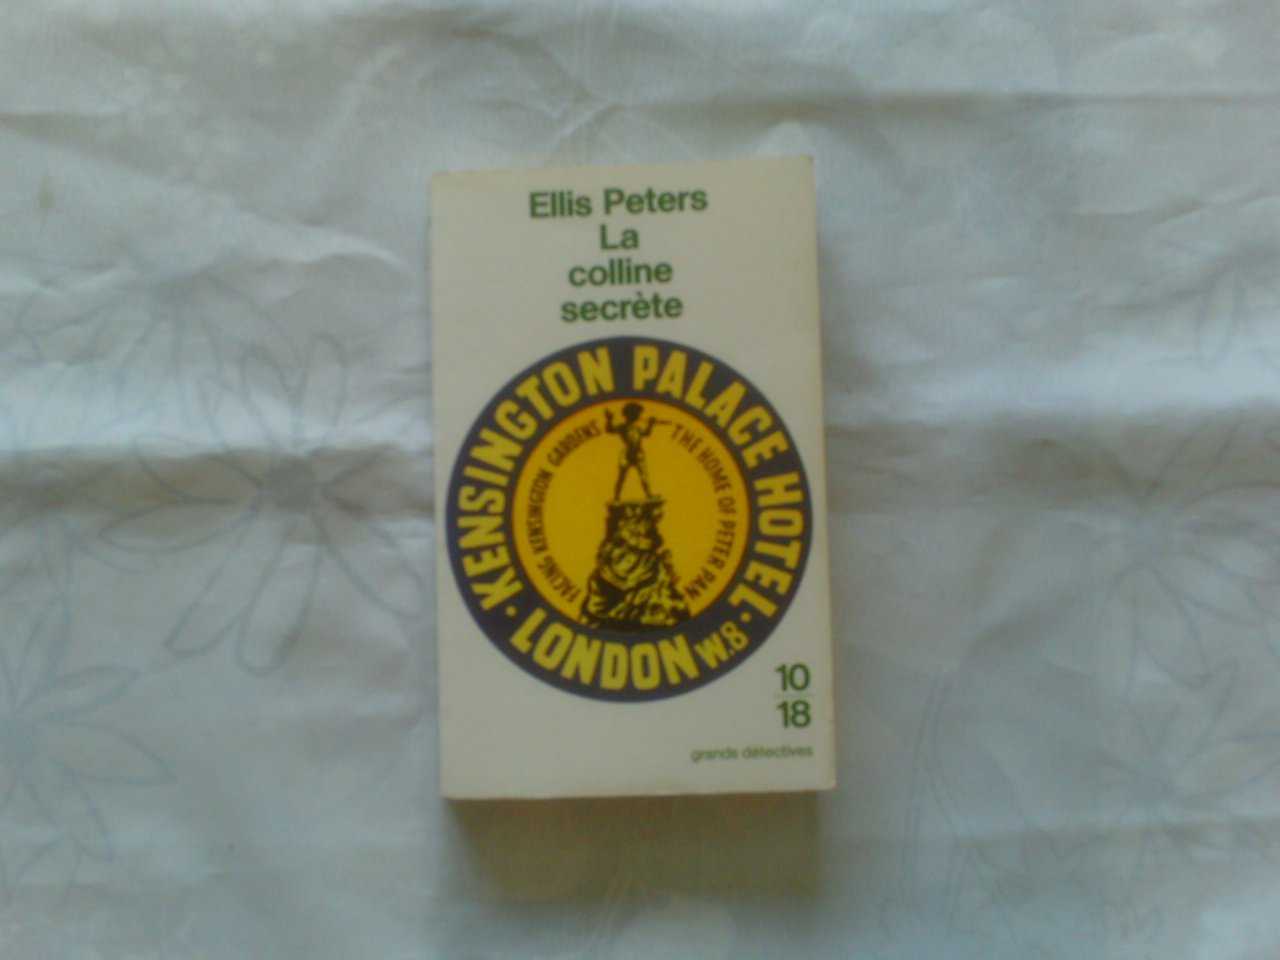 Ellis Peters
La
colline
secrète
KENSINGTON PALACE HOTEL
FACING KENSINGTON GARDENS
THE HOME OF PETER PAN
· LONDON W.8 ·
10
18
grands détectives